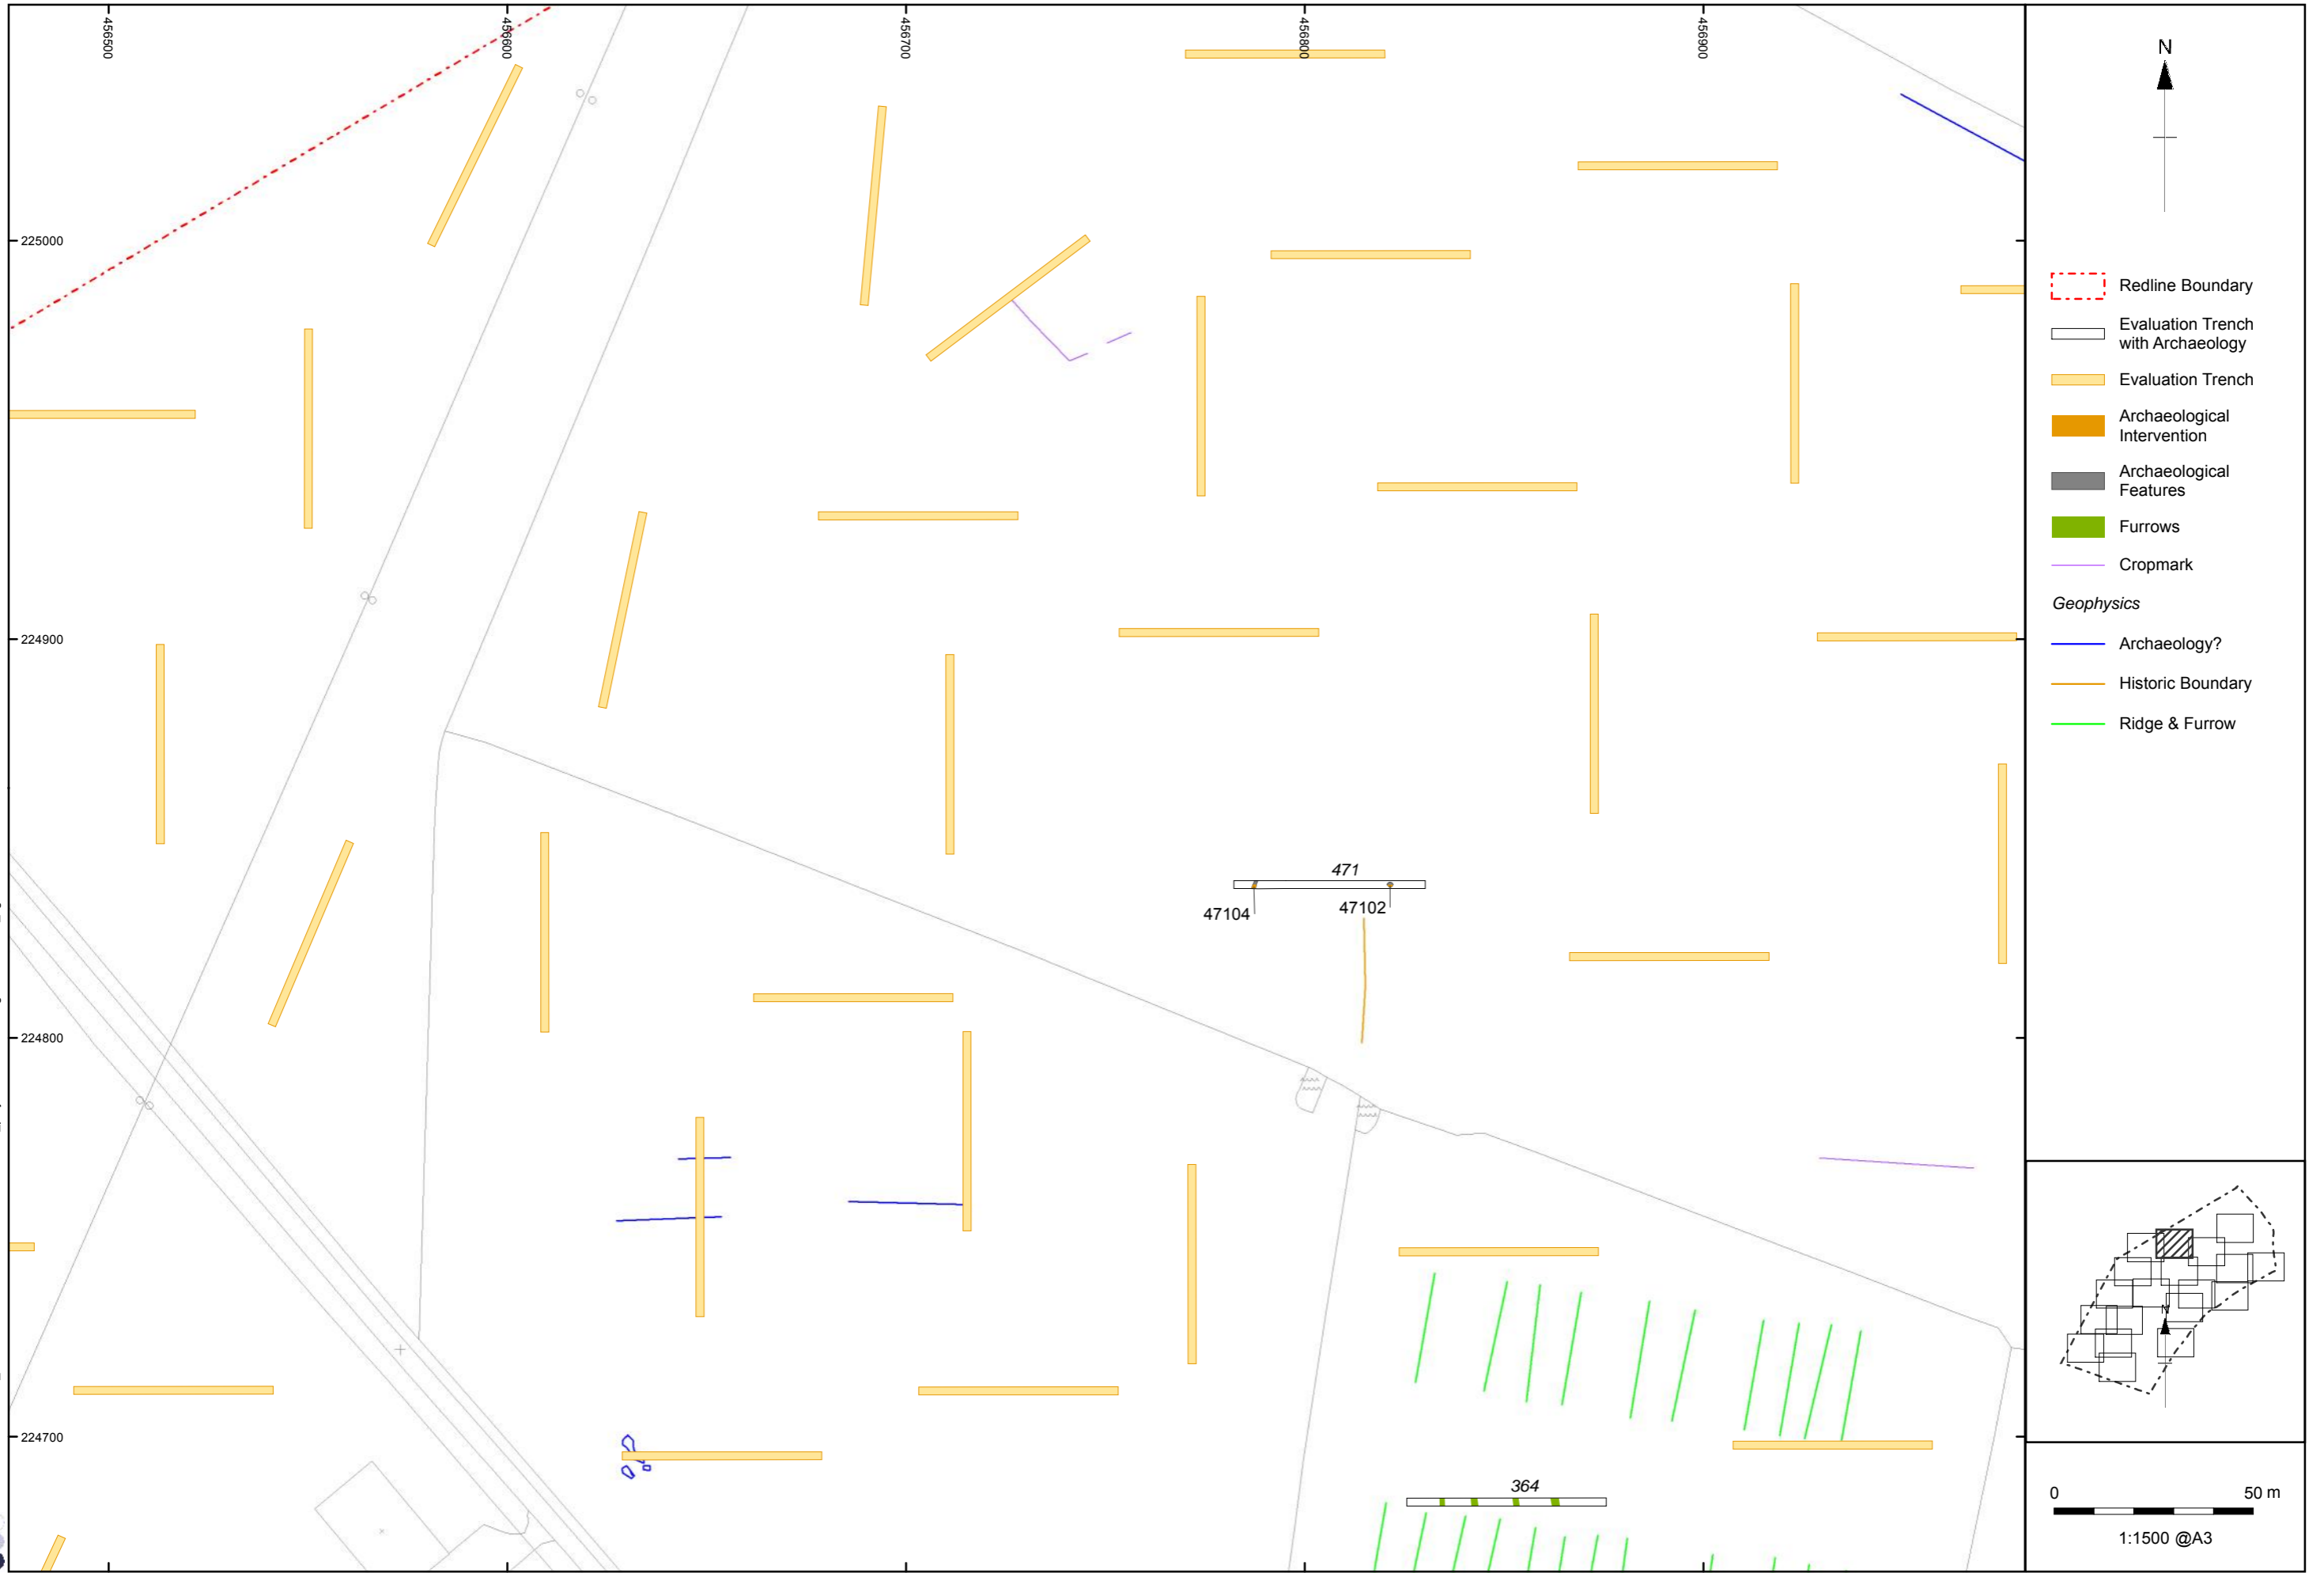 456500
456600
456700
456800
456900
225000
224900
224800
224700
471
47104
47102
364
N
Redline Boundary
Evaluation Trench
with Archaeology
Evaluation Trench
Archaeological
Intervention
Archaeological
Features
Furrows
Cropmark
Geophysics
Archaeology?
Historic Boundary
Ridge & Furrow
N
0 50 m
1:1500 @A3